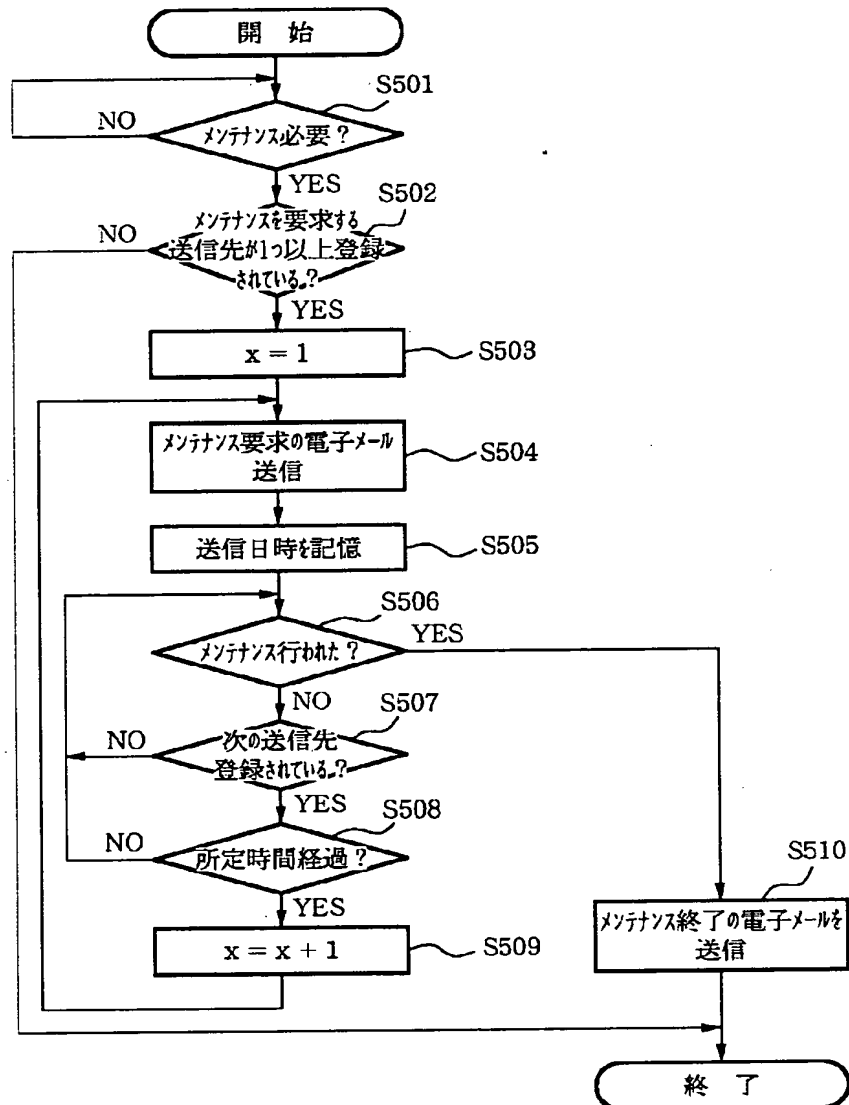 開始
S501
NO
メンテナンス必要?
YES
S502
NO
メンテナンスを要求する
送信先が1つ以上登録
されている?
YES
x = 1
S503
メンテナンス要求の電子メール
送信
S504
送信日時を記憶
S505
S506
メンテナンス行われた?
YES
NO
S507
NO
次の送信先
登録されている?
YES
S508
NO
所定時間経過?
YES
x = x + 1
S509
S510
メンテナンス終了の電子メールを
送信
終了